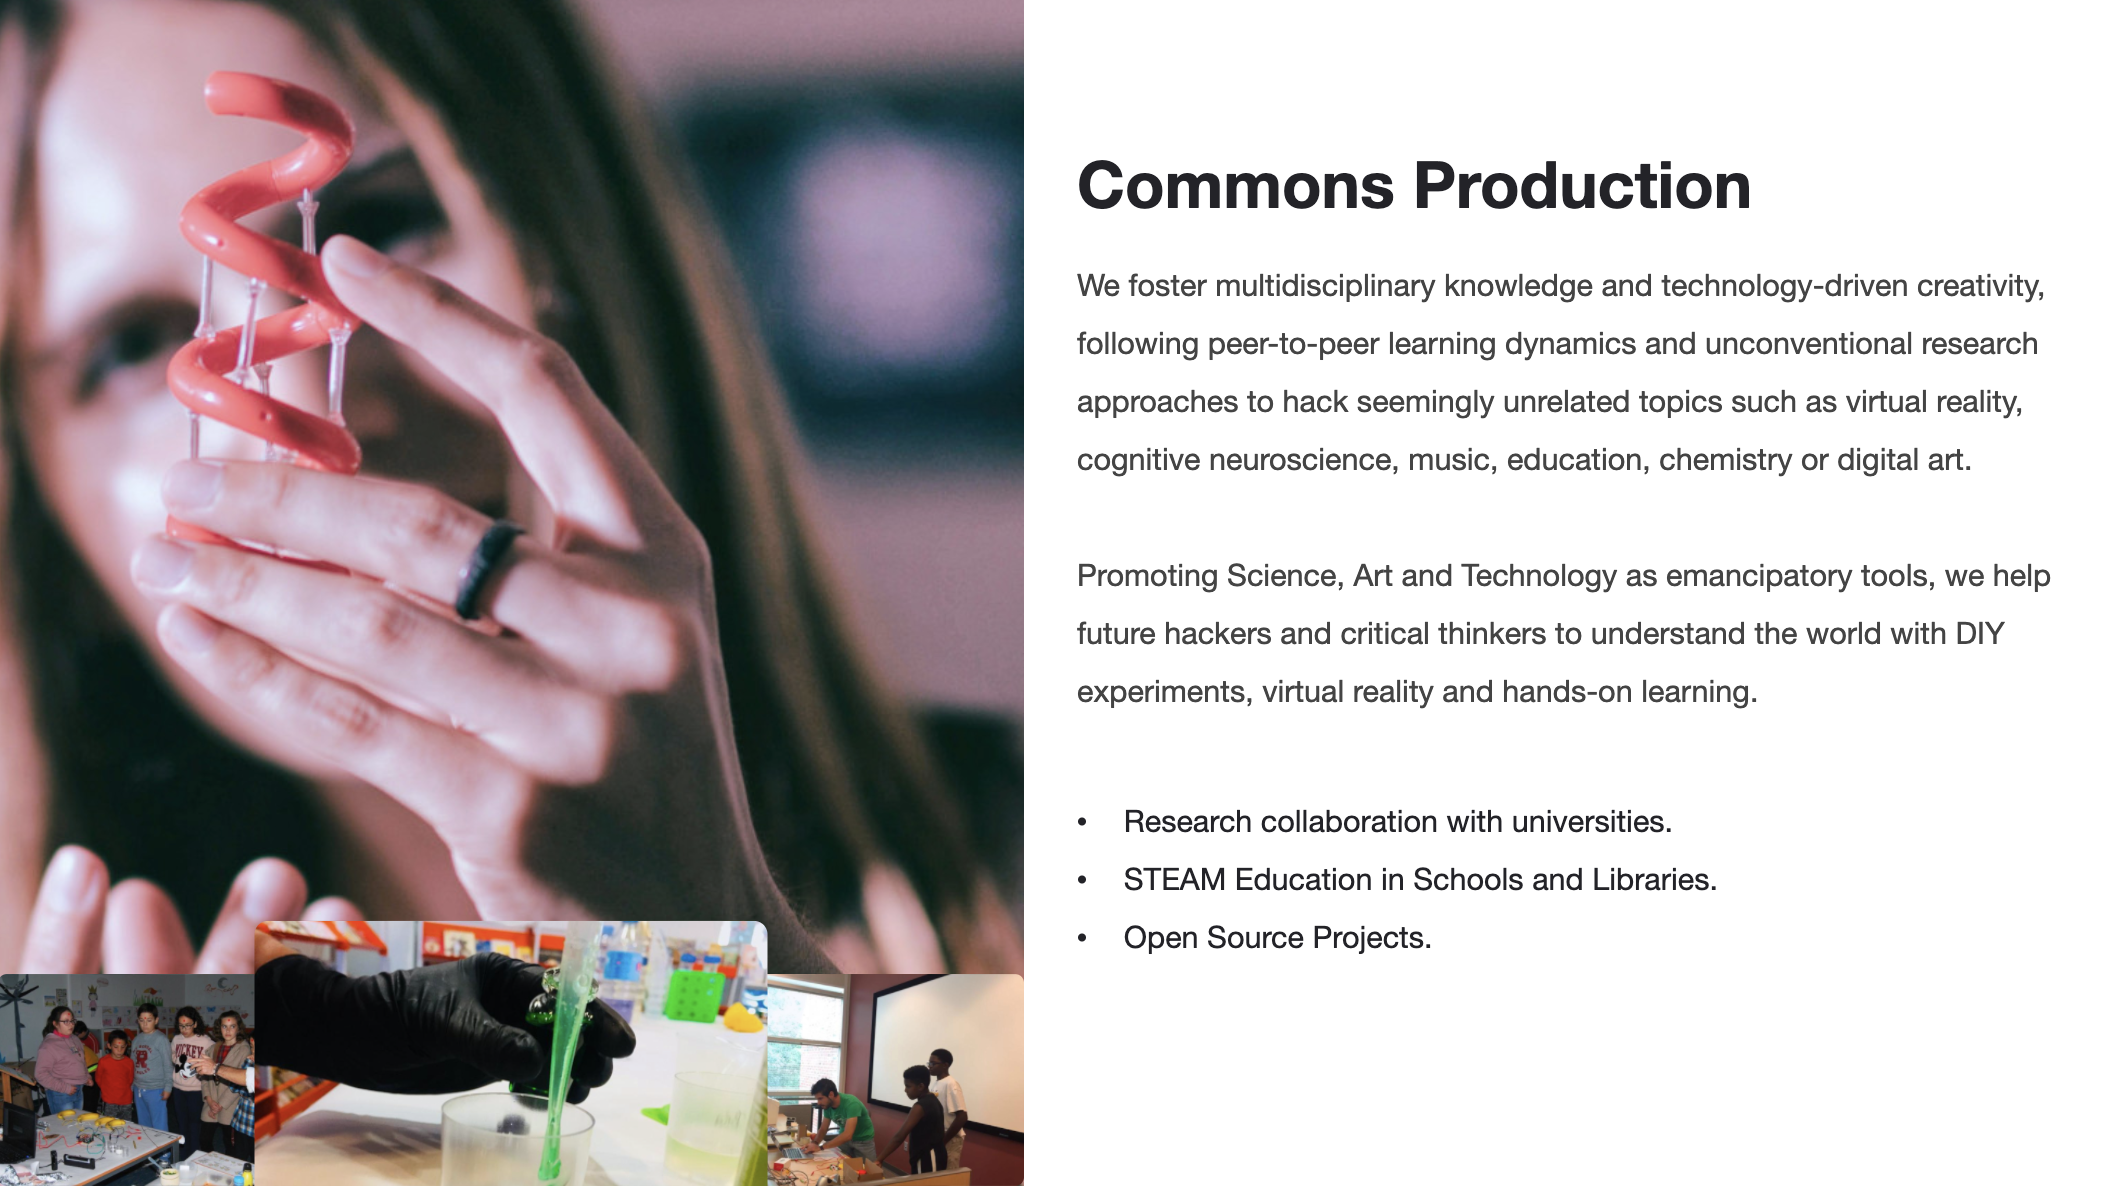 Commons Production
We foster multidisciplinary knowledge and technology-driven creativity,
following peer-to-peer learning dynamics and unconventional research
approaches to hack seemingly unrelated topics such as virtual reality,
cognitive neuroscience, music, education, chemistry or digital art.
Promoting Science, Art and Technology as emancipatory tools, we help
future hackers and critical thinkers to understand the world with DIY
experiments, virtual reality and hands-on learning.
• Research collaboration with universities.
• STEAM Education in Schools and Libraries.
• Open Source Projects.
MICKEY